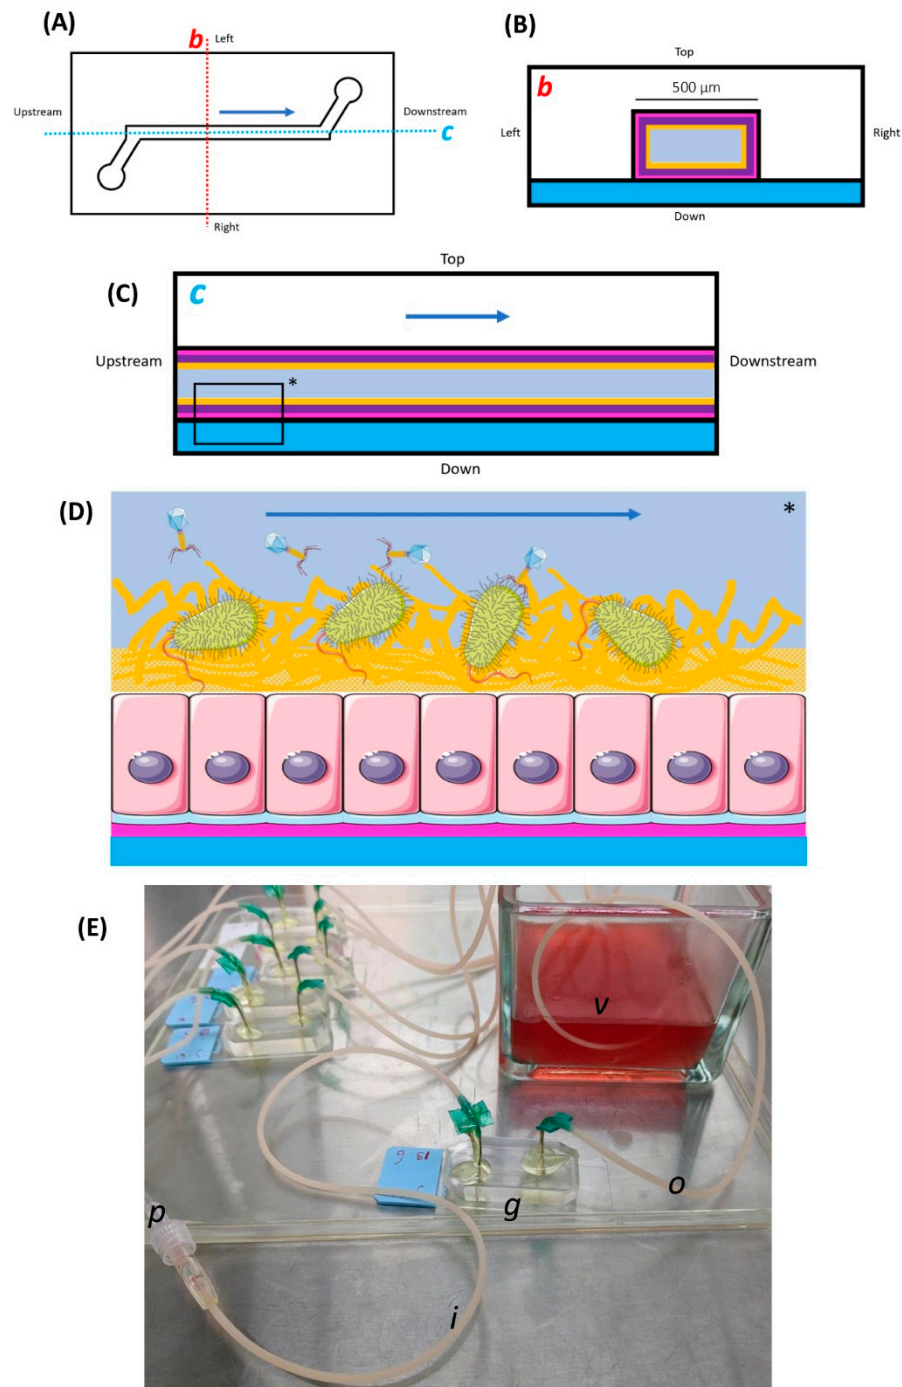 (A)
b Left
Upstream
Downstream
c
Right
(B)
Top
b
500 μm
Left
Right
Down
Top
(C)
c
Upstream
*
Downstream
Down
(D)
*
(E)
v
o
g
p
i